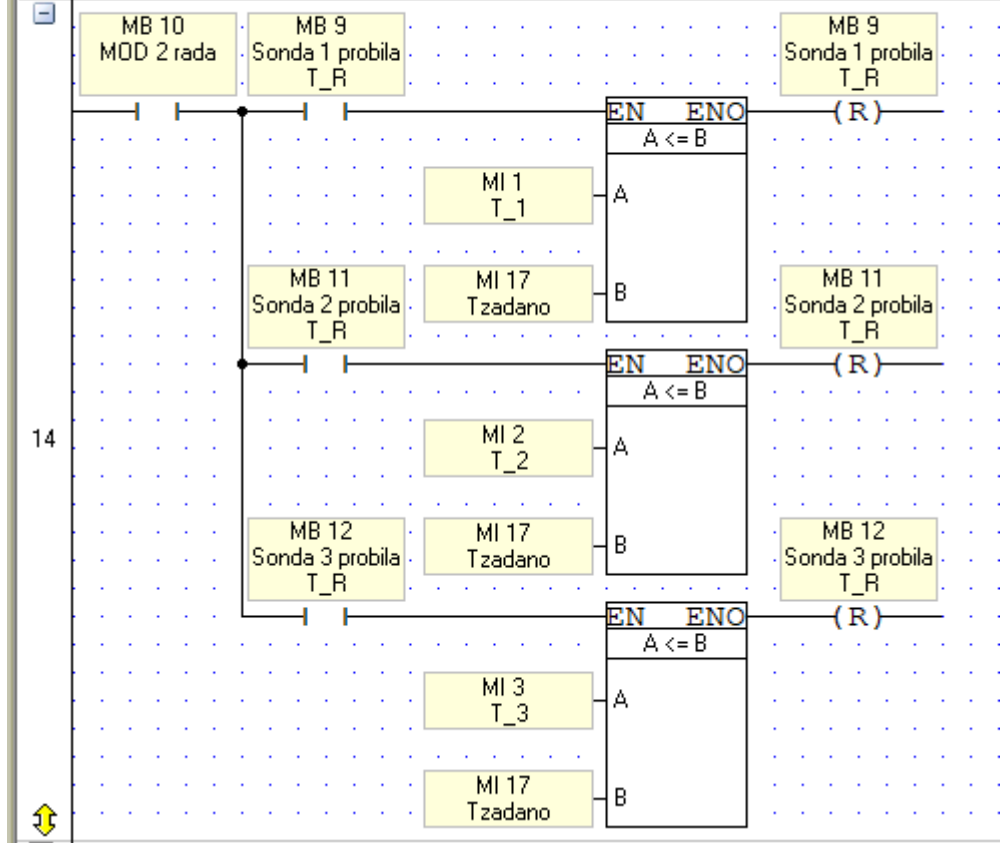 MB 10
MOD 2 rada
MB 9
Sonda 1 probila
T_R
MB 9
Sonda 1 probila
T_R
EN ENO
(R)
A <= B
MI 1
T_1
A
MI 17
Tzadano
B
MB 11
Sonda 2 probila
T_R
MB 11
Sonda 2 probila
T_R
EN ENO
(R)
A <= B
14
MI 2
T_2
A
MI 17
Tzadano
B
MB 12
Sonda 3 probila
T_R
MB 12
Sonda 3 probila
T_R
EN ENO
(R)
A <= B
MI 3
T_3
A
MI 17
Tzadano
B